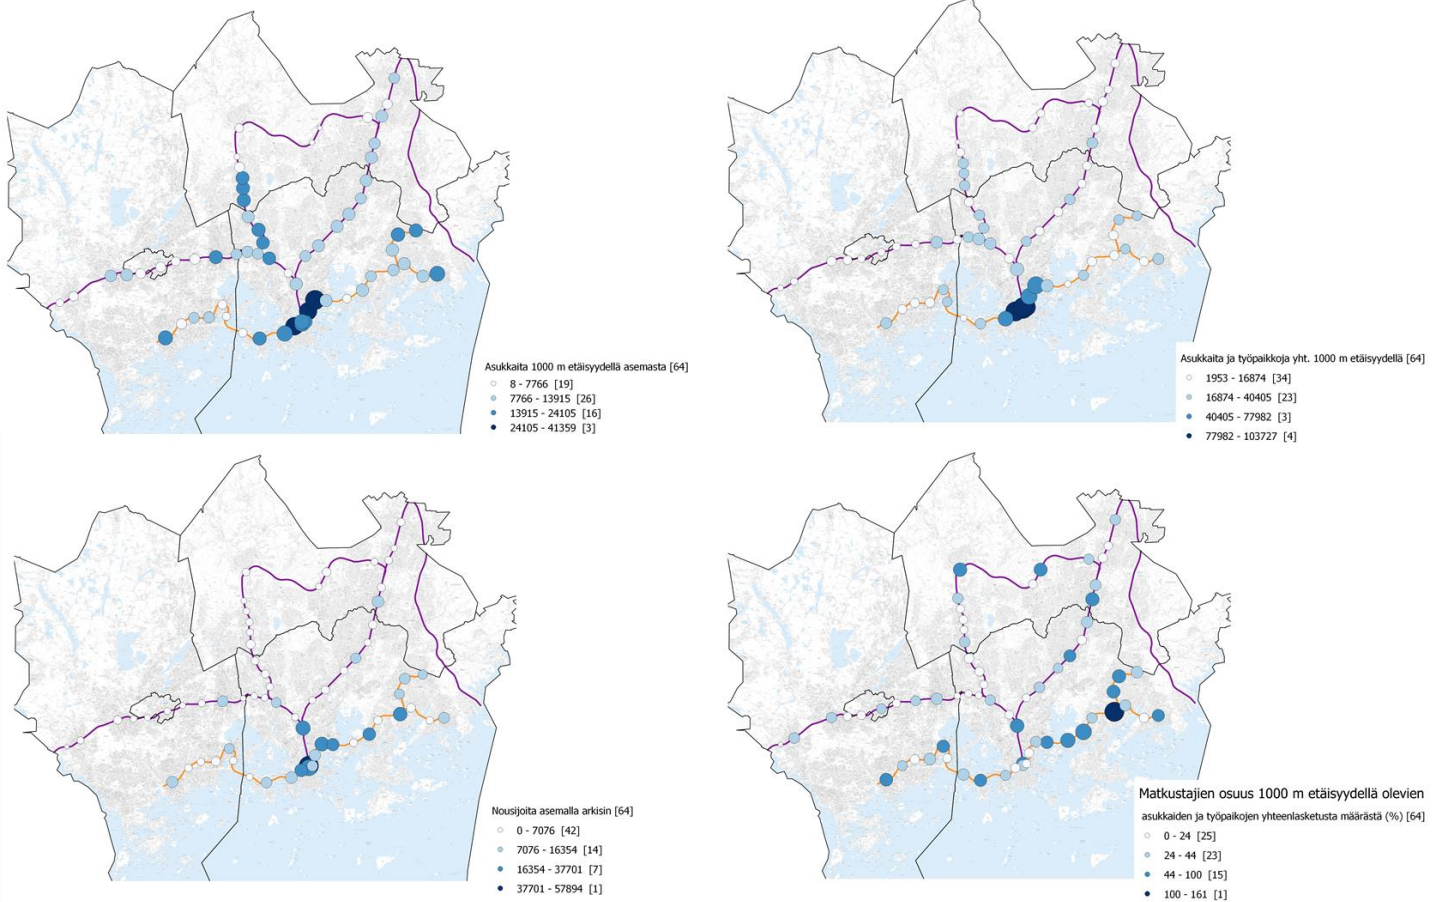 Asukkaita 1000 m etäisyydellä asemasta [64]
8 - 7766 [19]
7766 - 13915 [26]
13915 - 24105 [16]
24105 - 41359 [3]
Asukkaita ja työpaikkoja yht. 1000 m etäisyydellä [64]
1953 - 16874 [34]
16874 - 40405 [23]
40405 - 77982 [3]
77982 - 103727 [4]
Nousijoita asemalla arkisin [64]
0 - 7076 [42]
7076 - 16354 [14]
16354 - 37701 [7]
37701 - 57894 [1]
Matkustajien osuus 1000 m etäisyydellä olevien
asukkaiden ja työpaikojen yhteenlasketusta määrästä (%) [64]
0 - 24 [25]
24 - 44 [23]
44 - 100 [15]
100 - 161 [1]